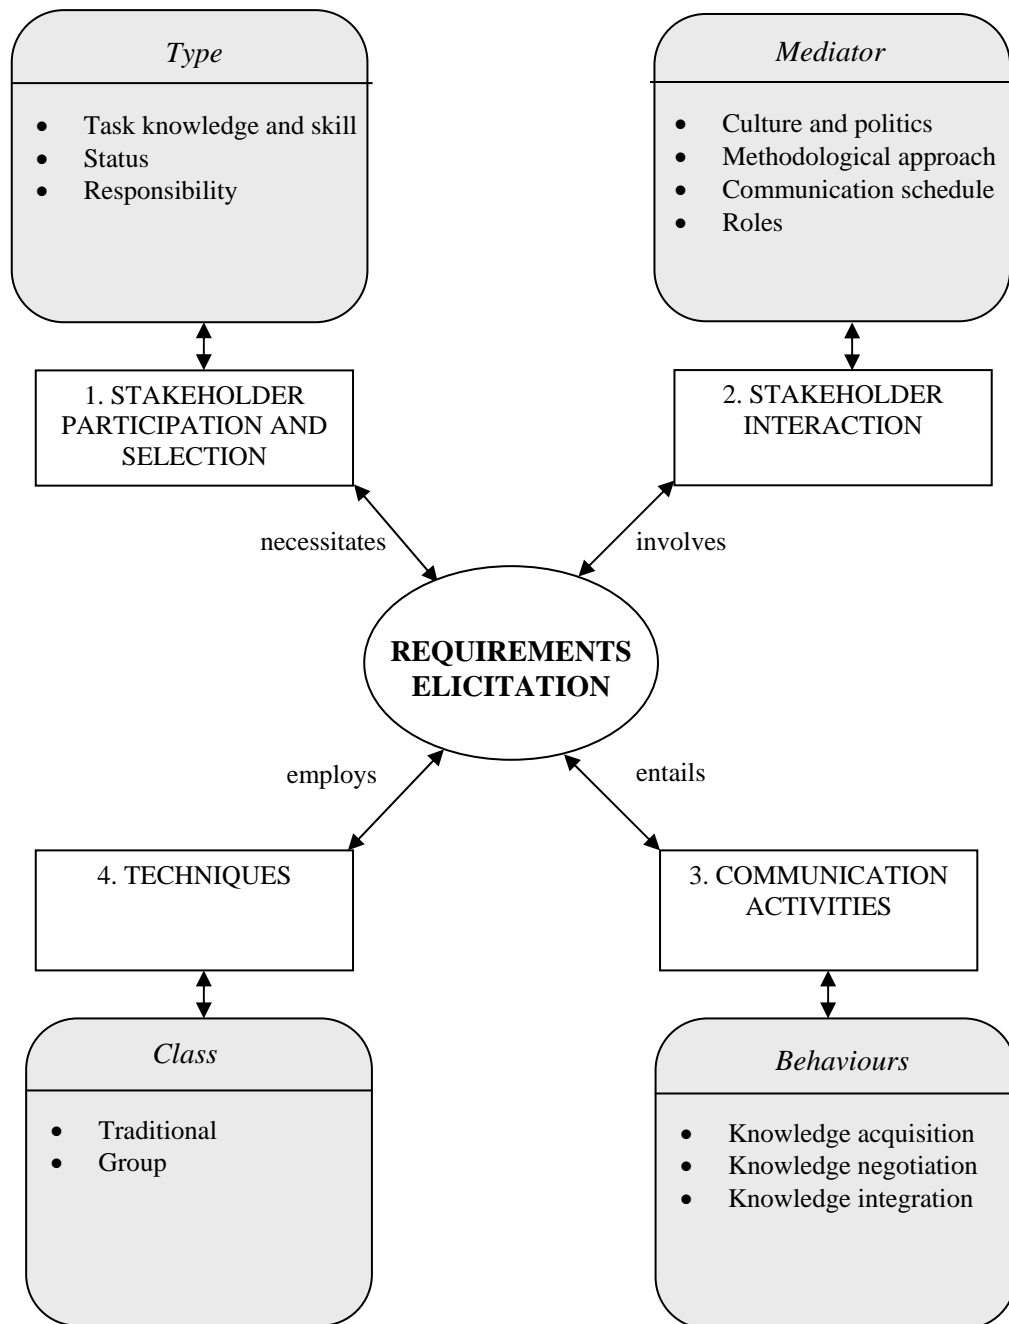 Type
• Task knowledge and skill
• Status
• Responsibility
Mediator
• Culture and politics
• Methodological approach
• Communication schedule
• Roles
1. STAKEHOLDER
PARTICIPATION AND
SELECTION
2. STAKEHOLDER
INTERACTION
necessitates
involves
REQUIREMENTS
ELICITATION
employs
entails
4. TECHNIQUES
3. COMMUNICATION
ACTIVITIES
Class
• Traditional
• Group
Behaviours
• Knowledge acquisition
• Knowledge negotiation
• Knowledge integration